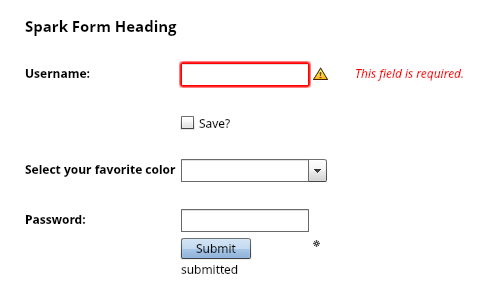 Spark Form Heading
Username:
This field is required.
Save?
Select your favorite color
Password:
Submit
submitted